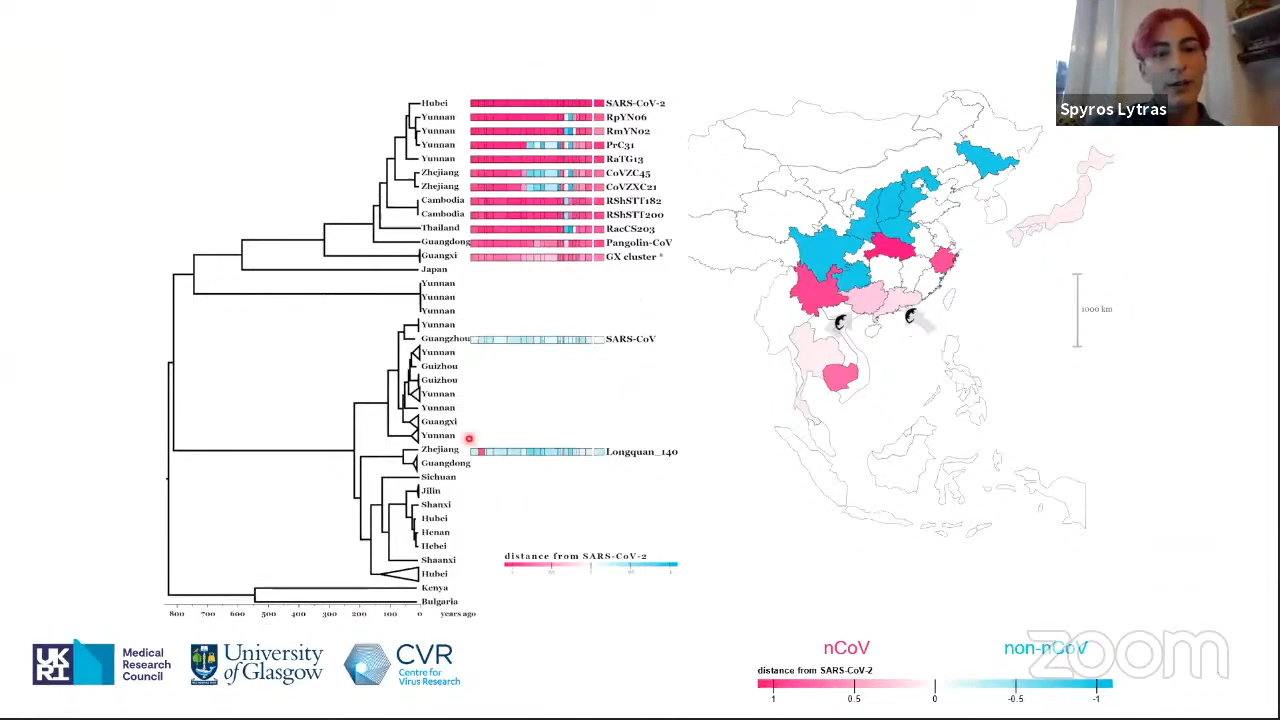 Spyros Lytras
Hubei SARS-CoV-2
Yunnan RpYN06
Yunnan RmYN02
Yunnan PrC31
Yunnan RaTG13
Zhejiang CoVZC45
Zhejiang CoVZXC21
Cambodia RShSTT182
Cambodia RShSTT200
Thailand RacCS203
Guangdong Pangolin-CoV
Guangxi GX cluster *
Japan
Yunnan
Yunnan
Yunnan
Yunnan
Guangzhou SARS-CoV
Yunnan
Guizhou
Guizhou
Yunnan
Yunnan
Guangxi
Yunnan
Zhejiang Longquan_140
Guangdong
Sichuan
Jilin
Shanxi
Hubei
Henan
Hebei
Shaanxi
Hubei
Kenya
Bulgaria
800 700 600 500 400 300 200 100 0 years ago
distance from SARS-CoV-2
1000 km
UK
RI
Medical
Research
Council
University
of Glasgow
CVR
Centre for
Virus Research
nCoV non-nCoV
distance from SARS-CoV-2
1 0.5 0 -0.5 -1
zoom